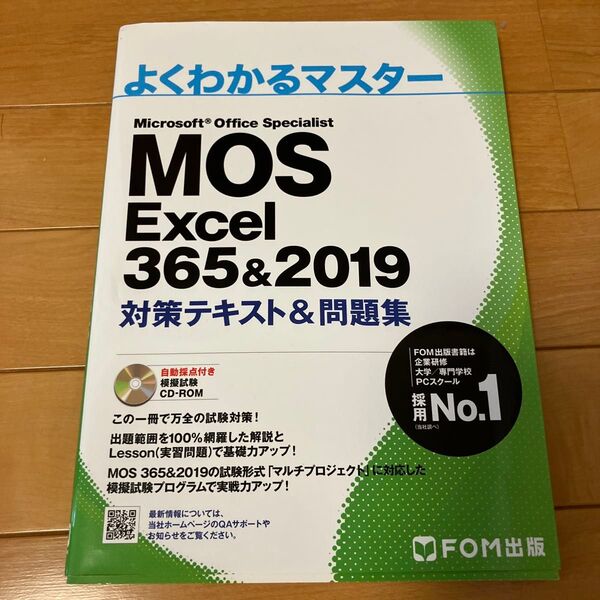 よくわかるマスター
Microsoft® Office Specialist
MOS
Excel
365&2019
対策テキスト&問題集
自動採点付き
模擬試験
CD-ROM
FOM出版書籍は
企業研修
大学/専門学校
PCスクール
採用 No.1
(当社調べ)
この一冊で万全の試験対策!
出題範囲を100%網羅した解説と
Lesson(実習問題)で基礎力アップ!
MOS 365&2019の試験形式「マルチプロジェクト」に対応した
模擬試験プログラムで実戦力アップ!
最新情報については、
当社ホームページのQAサポートや
お知らせをご覧ください。
FOM出版